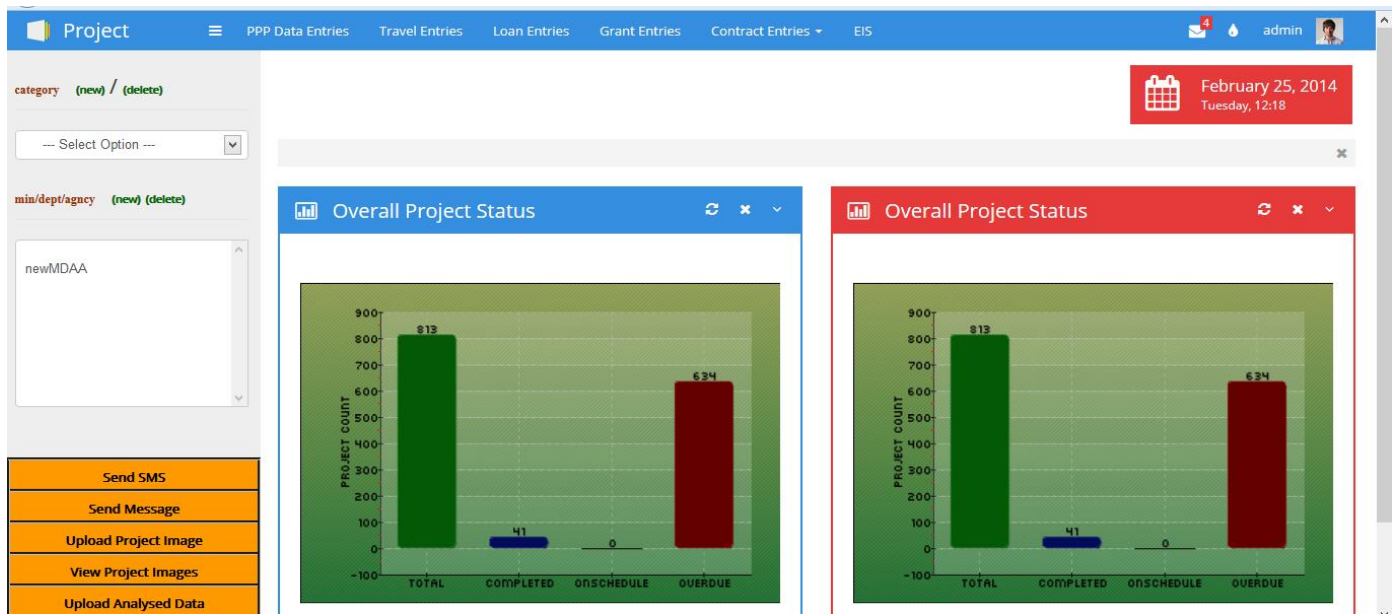 Project
PPP Data Entries
Travel Entries
Loan Entries
Grant Entries
Contract Entries
EIS
4
admin
category (new) / (delete)
--- Select Option ---
min/dept/agncy (new) (delete)
newMDAA
Send SMS
Send Message
Upload Project Image
View Project Images
Upload Analysed Data
February 25, 2014
Tuesday, 12:18
Overall Project Status
900
800
700
600
500
400
300
200
100
0
-100
PROJECT COUNT
813
41
0
634
TOTAL
COMPLETED
ONSCHEDULE
OVERDUE
Overall Project Status
900
800
700
600
500
400
300
200
100
0
-100
PROJECT COUNT
813
41
0
634
TOTAL
COMPLETED
ONSCHEDULE
OVERDUE